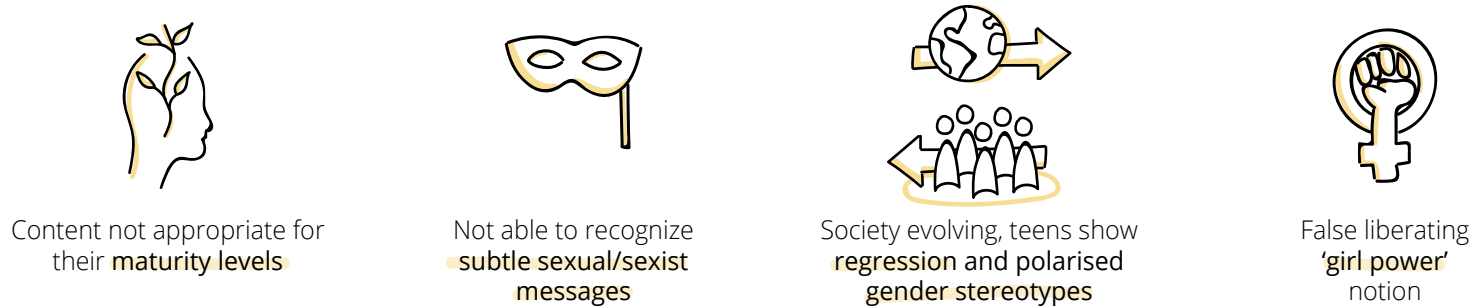 Content not appropriate for
their maturity levels
Not able to recognize
subtle sexual/sexist
messages
Society evolving, teens show
regression and polarised
gender stereotypes
False liberating
‘girl power’
notion